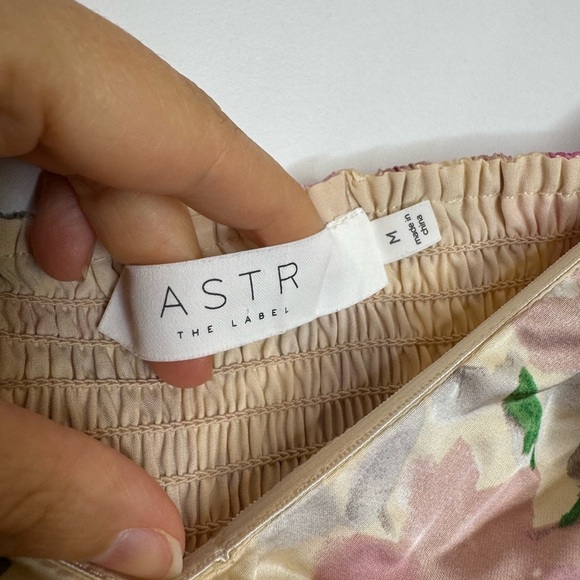 ASTR
THE LABEL
M
made in
china